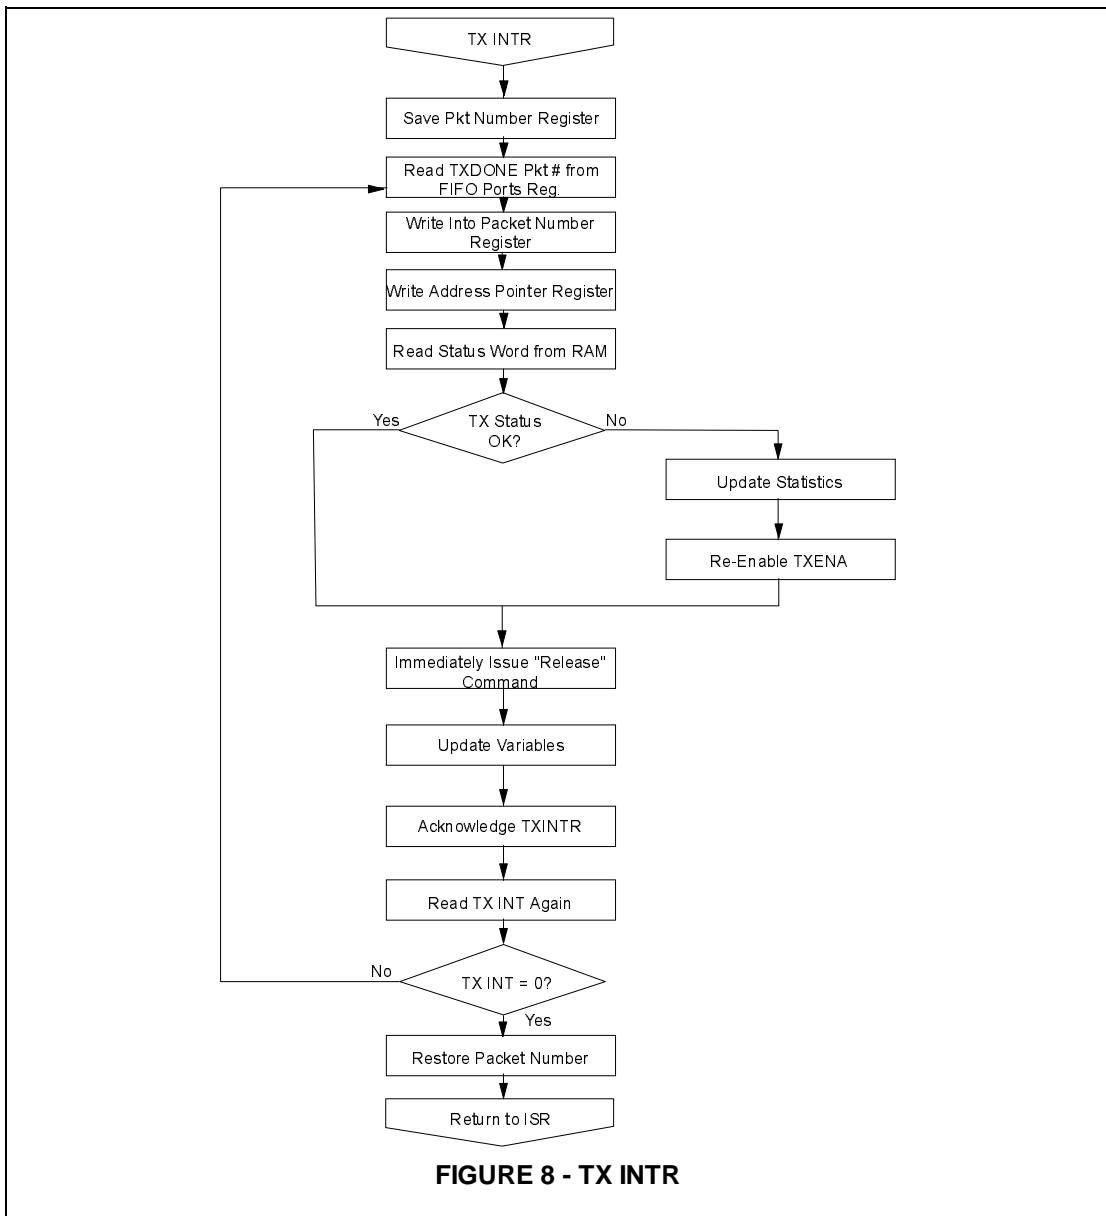 TX INTR
Save Pkt Number Register
Read TXDONE Pkt # from
FIFO Ports Reg.
Write Into Packet Number
Register
Write Address Pointer Register
Read Status Word from RAM
Yes
TX Status
OK?
No
Update Statistics
Re-Enable TXENA
Immediately Issue "Release"
Command
Update Variables
Acknowledge TXINTR
Read TX INT Again
No
TX INT = 0?
Yes
Restore Packet Number
Return to ISR
FIGURE 8 - TX INTR